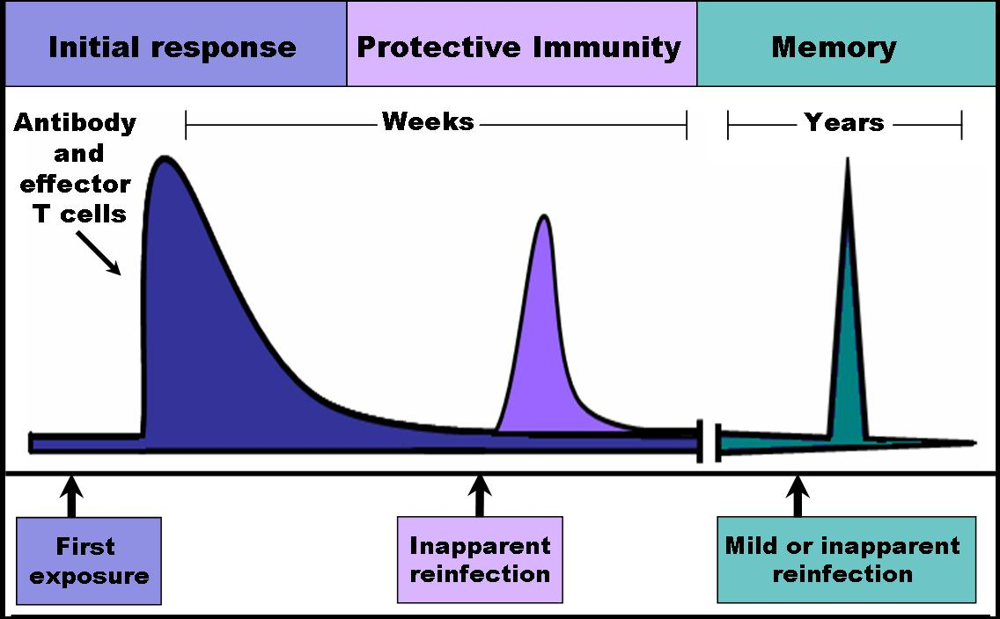 Initial response
Protective Immunity
Memory
Antibody
and
effector
T cells
Weeks
Years
First
exposure
Inapparent
reinfection
Mild or inapparent
reinfection